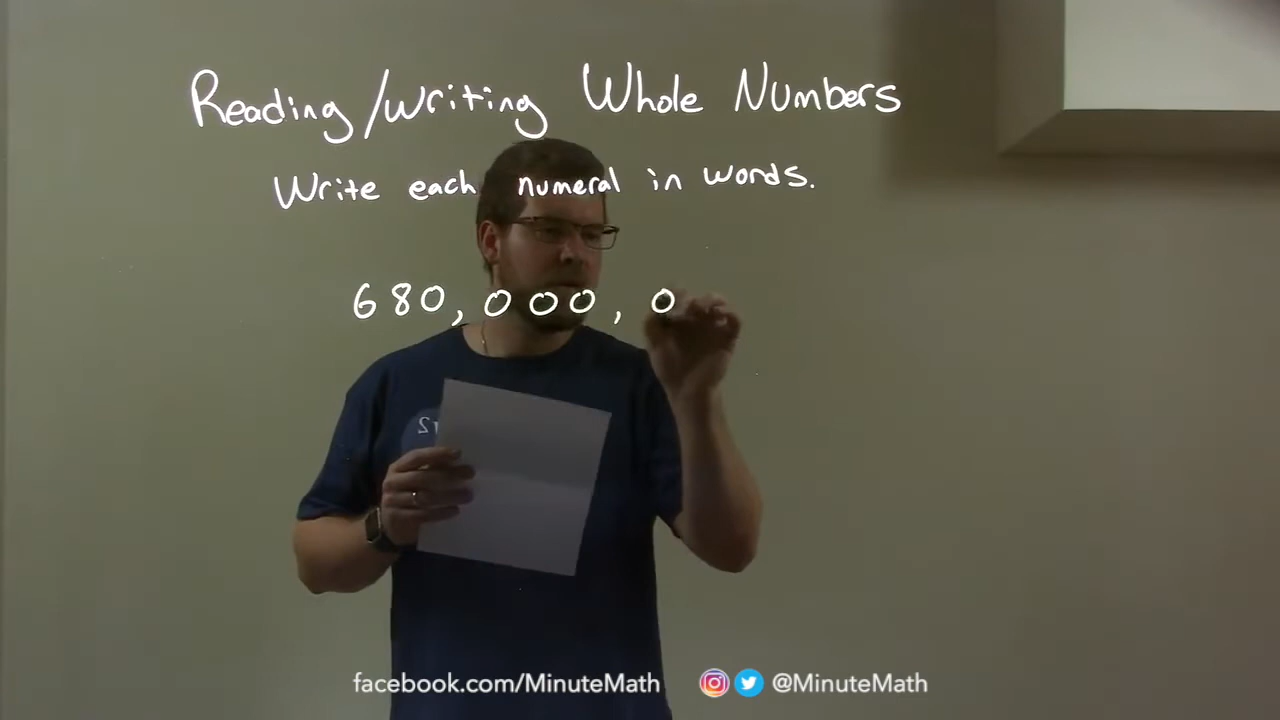 Reading/Writing Whole Numbers
Write each numeral in words.
680,000,0
facebook.com/MinuteMath @MinuteMath